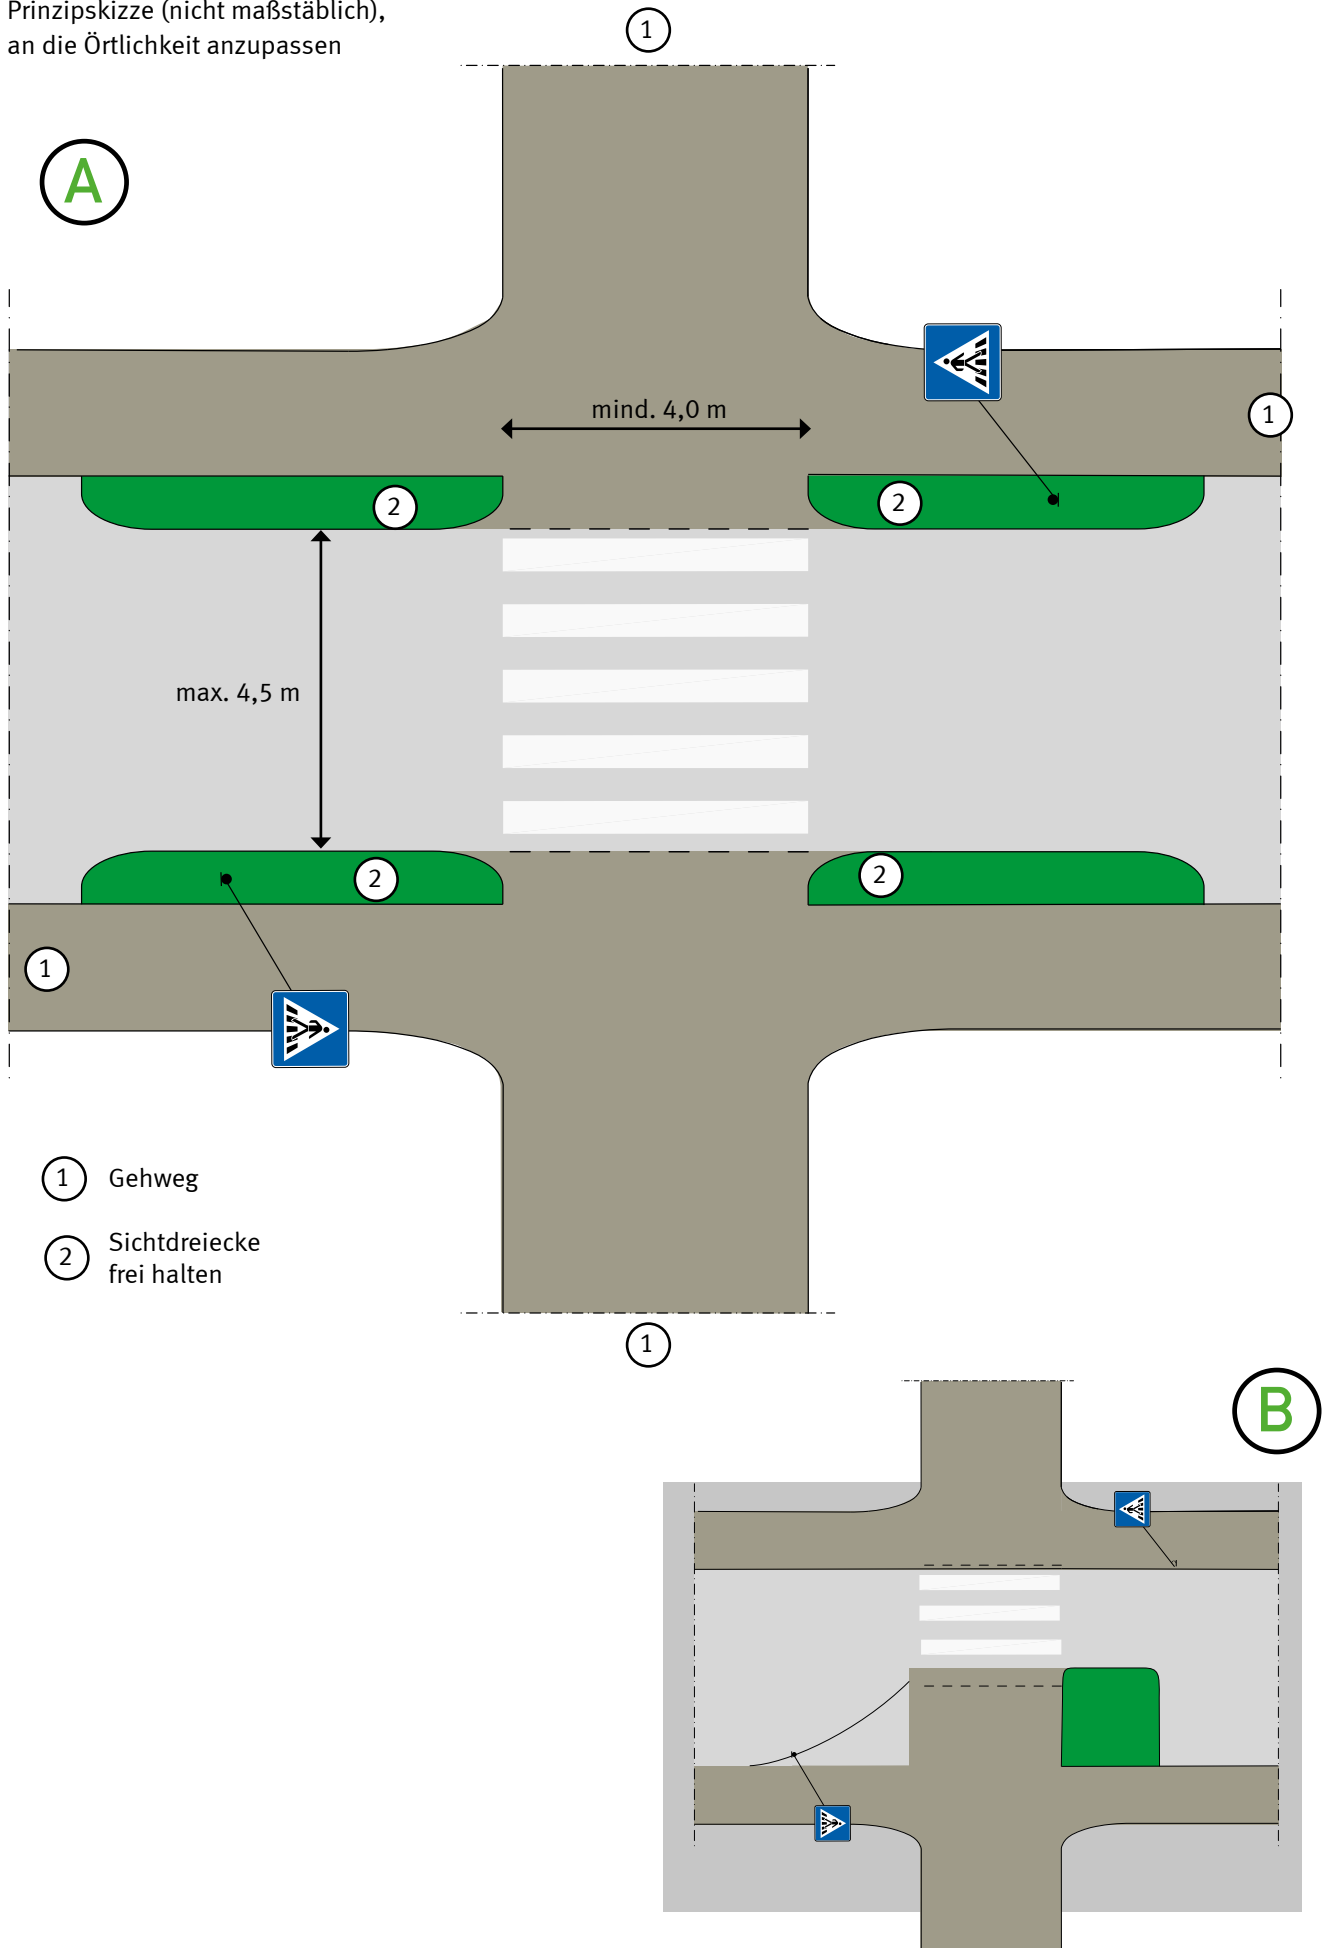 Prinzipskizze (nicht maßstäblich),
an die Örtlichkeit anzupassen
1
A
mind. 4,0 m
1
2
2
max. 4,5 m
2
2
1
1 Gehweg
2 Sichtdreiecke
frei halten
1
B